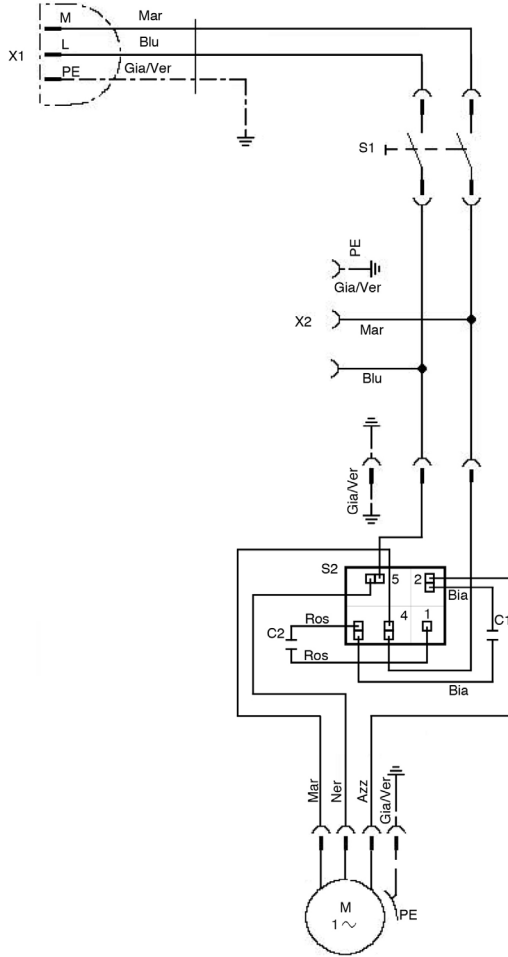 M
Mar
X1
L
Blu
PE
Gia/Ver
S1
PE
Gia/Ver
X2
Mar
Blu
Gia/Ver
S2
5
2
Bia
Ros
4
1
C2
C1
Ros
Bia
Mar
Ner
Azz
Gia/Ver
M
1~
PE